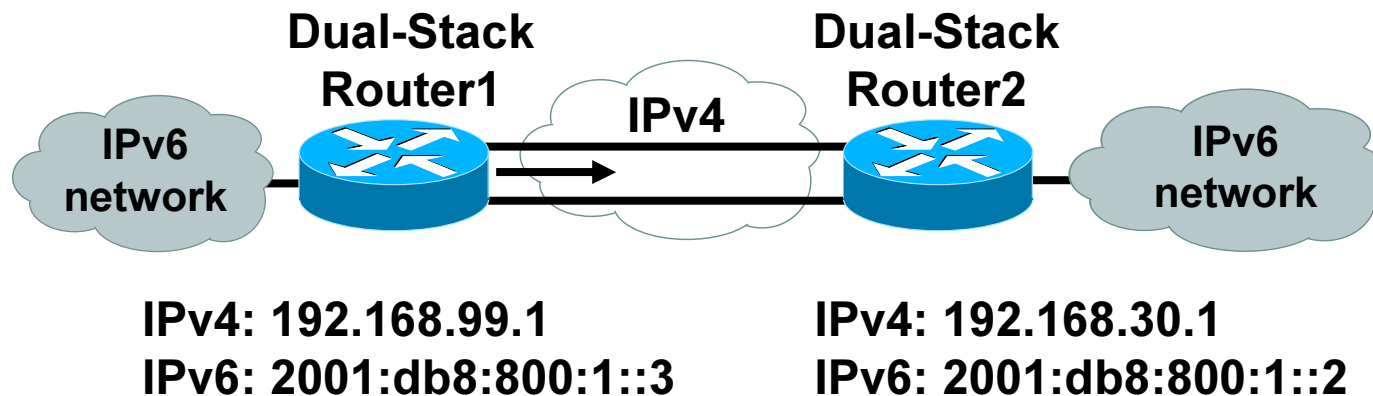 Dual-Stack
Router1
Dual-Stack
Router2
IPv4
IPv6
network
IPv6
network
IPv4: 192.168.99.1
IPv6: 2001:db8:800:1::3
IPv4: 192.168.30.1
IPv6: 2001:db8:800:1::2